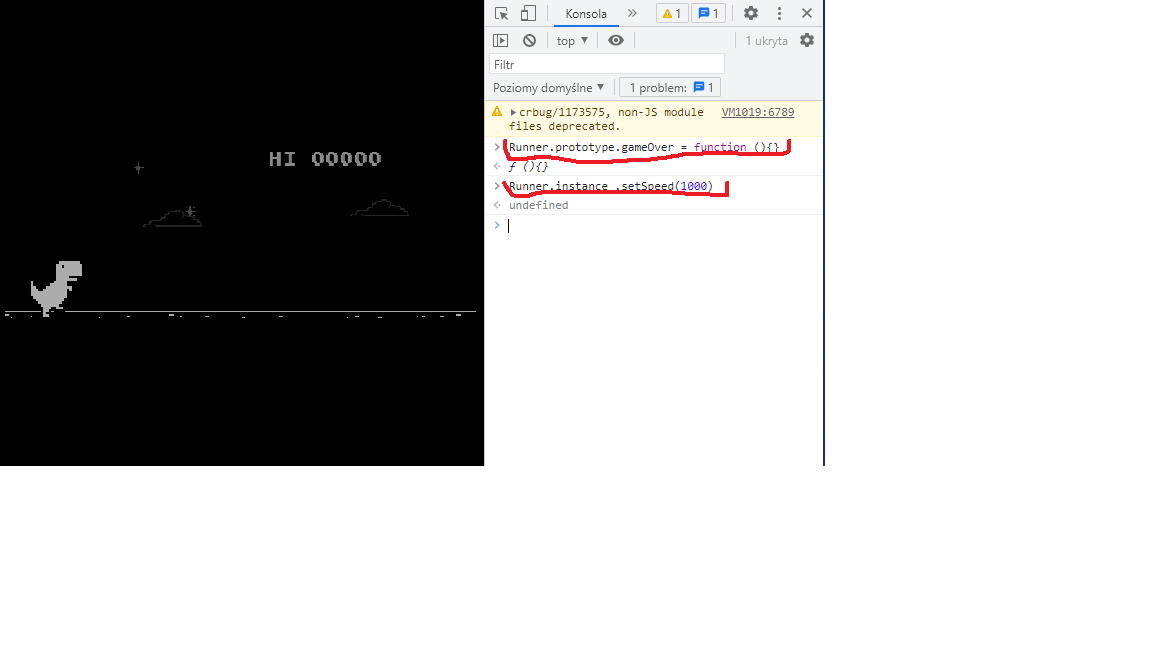 HI 00000
Konsola » 1 1
top ▼ 1 ukryta
Filtr
Poziomy domyślne ▼ 1 problem: 1
▶crbug/1173575, non-JS module VM1019:6789
files deprecated.
> Runner.prototype.gameOver = function (){}
< ƒ (){}
> Runner.instance_.setSpeed(1000)
< undefined
>